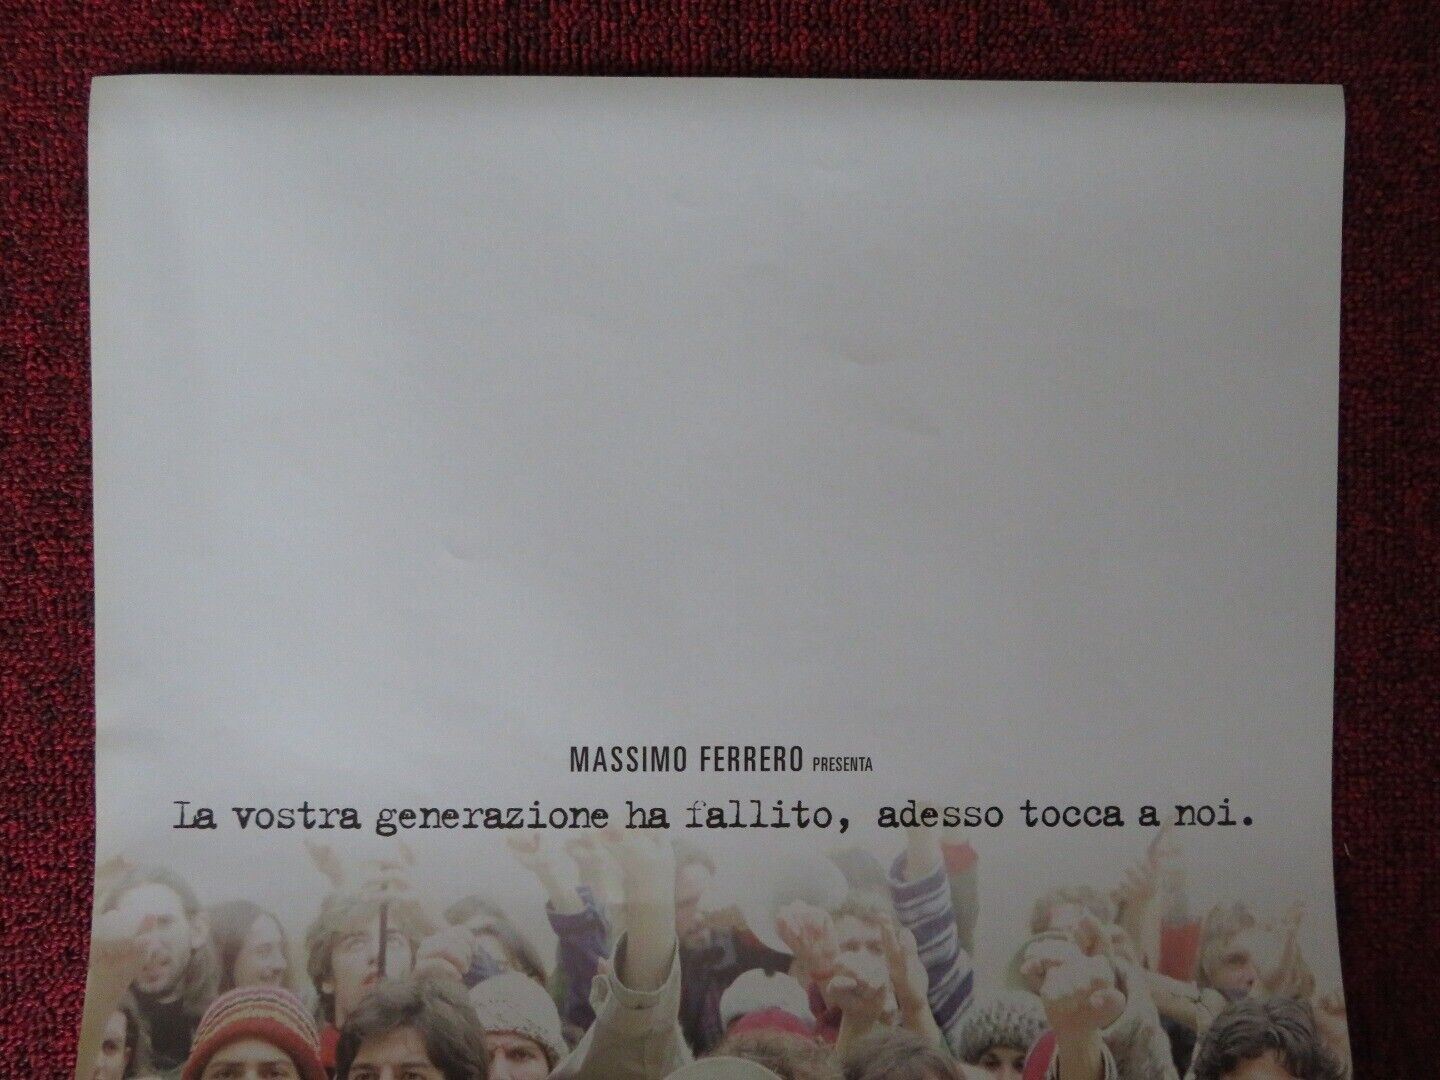 MASSIMO FERRERO PRESENTA
La vostra generazione ha fallito, adesso tocca a noi.